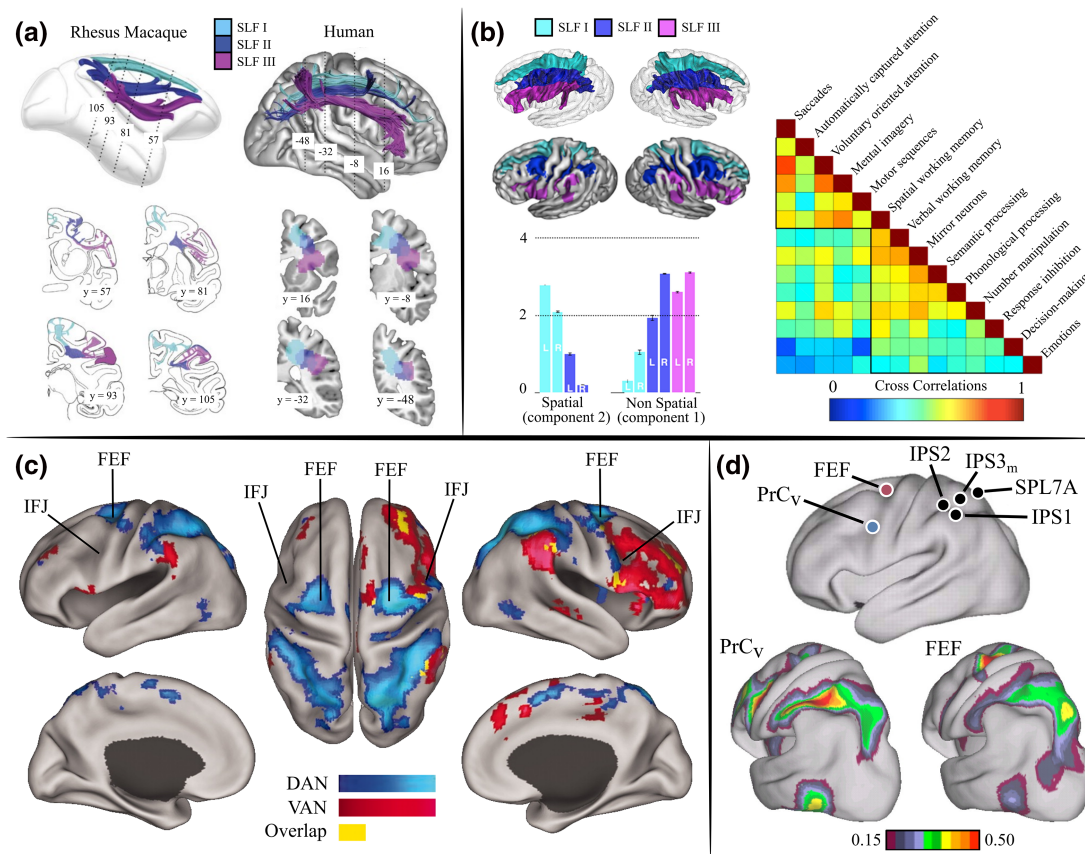 (a)
Rhesus Macaque
SLF I
SLF II
SLF III
Human
105
93
81
57
-48
-32
-8
16
y = 57
y = 81
y = 16
y = -8
y = 93
y = 105
y = -32
y = -48
(b)
SLF I
SLF II
SLF III
4
2
0
L
R
L
R
L
R
L
R
L
R
Spatial
(component 2)
Non Spatial
(component 1)
Saccades
Automatically captured attention
Voluntary oriented attention
Mental imagery
Motor sequences
Spatial working memory
Verbal working memory
Mirror neurons
Semantic processing
Phonological processing
Number manipulation
Response inhibition
Decision-making
Emotions
0
Cross Correlations
1
(c)
FEF
IFJ
FEF
FEF
IFJ
IFJ
FEF
IFJ
DAN
VAN
Overlap
(d)
FEF
PrCV
IPS2
IPS3m
SPL7A
IPS1
PrCV
FEF
0.15
0.50